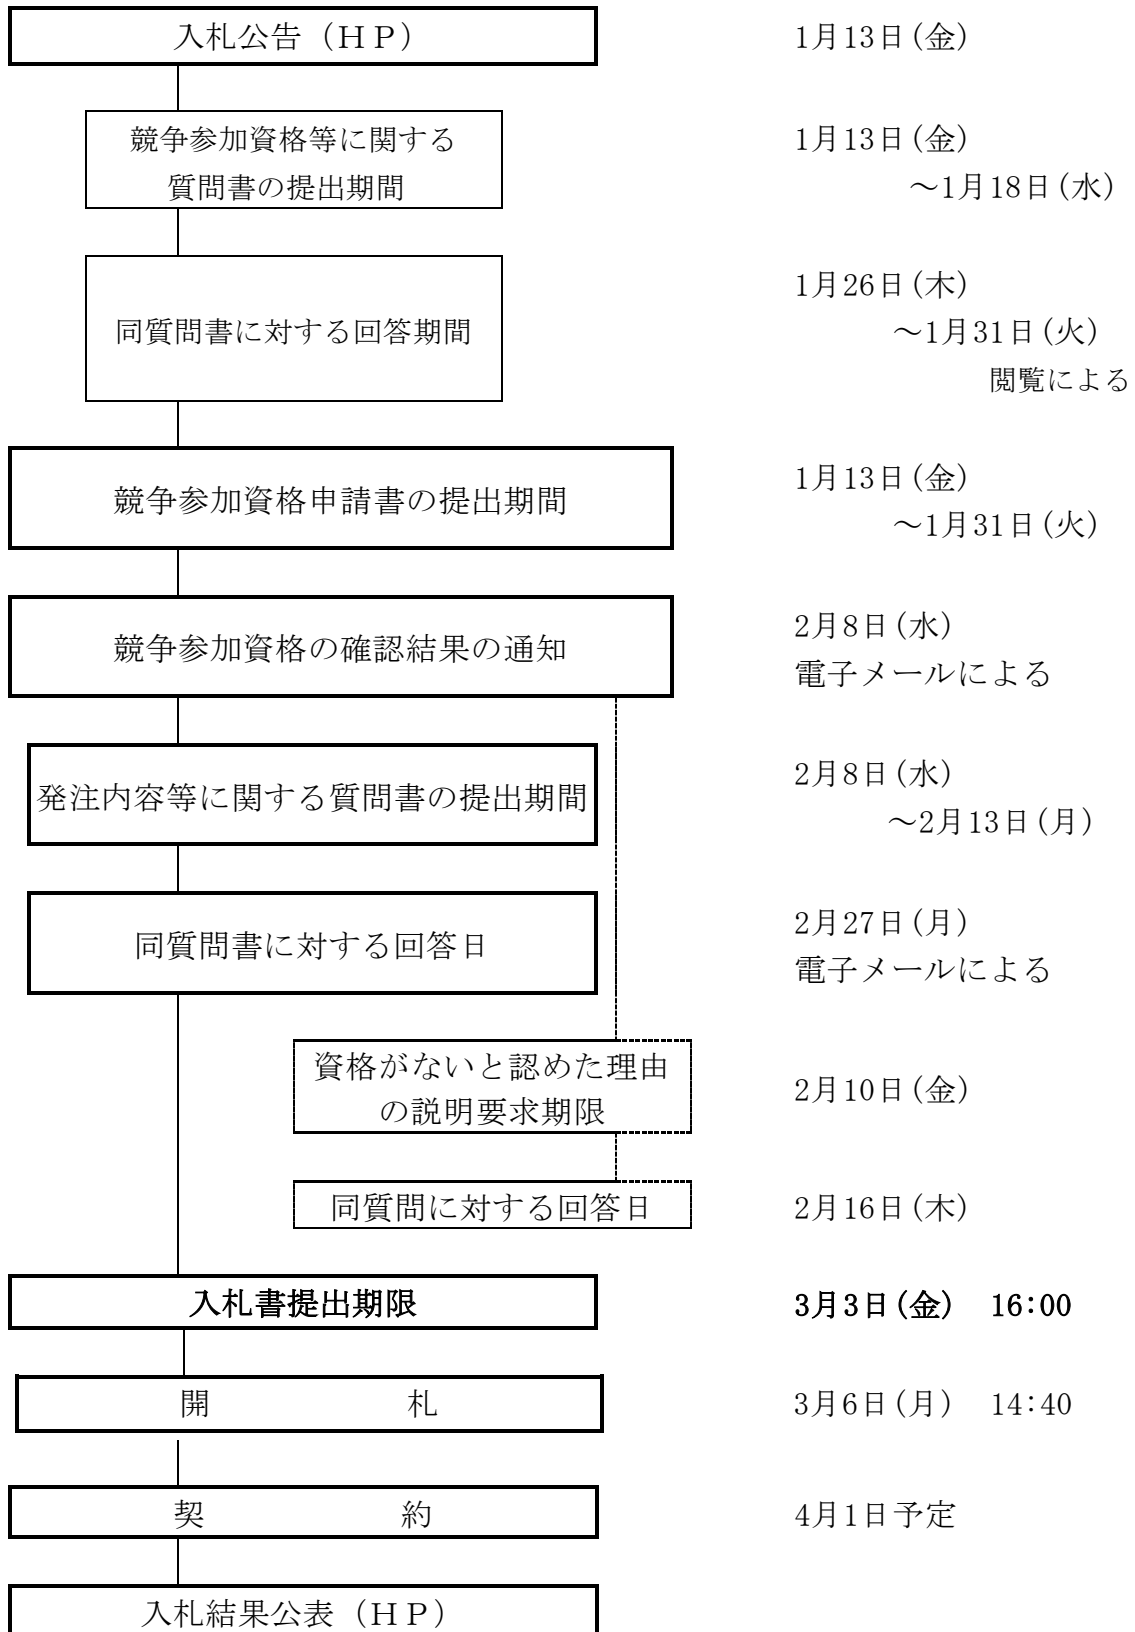 入札公告（ＨＰ）
1月13日(金)
競争参加資格等に関する
質問書の提出期間
1月13日(金)
～1月18日(水)
同質問書に対する回答期間
1月26日(木)
～1月31日(火)
閲覧による
競争参加資格申請書の提出期間
1月13日(金)
～1月31日(火)
競争参加資格の確認結果の通知
2月8日(水)
電子メールによる
発注内容等に関する質問書の提出期間
2月8日(水)
～2月13日(月)
同質問書に対する回答日
2月27日(月)
電子メールによる
資格がないと認めた理由
の説明要求期限
2月10日(金)
同質問に対する回答日
2月16日(木)
入札書提出期限
3月3日(金)　16:00
開　　　　　　札
3月6日(月)　14:40
契　　　　　　約
4月1日予定
入札結果公表（ＨＰ）